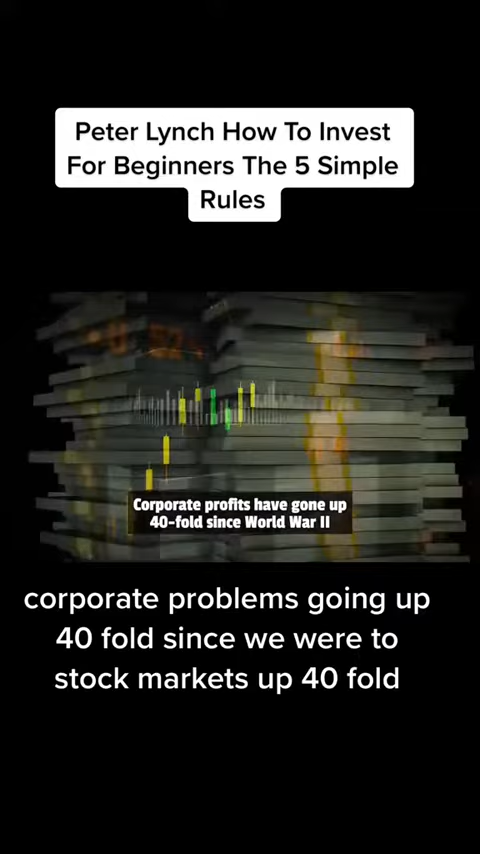 Peter Lynch How To Invest
For Beginners The 5 Simple
Rules
Corporate profits have gone up
40-fold since World War II
corporate problems going up
40 fold since we were to
stock markets up 40 fold